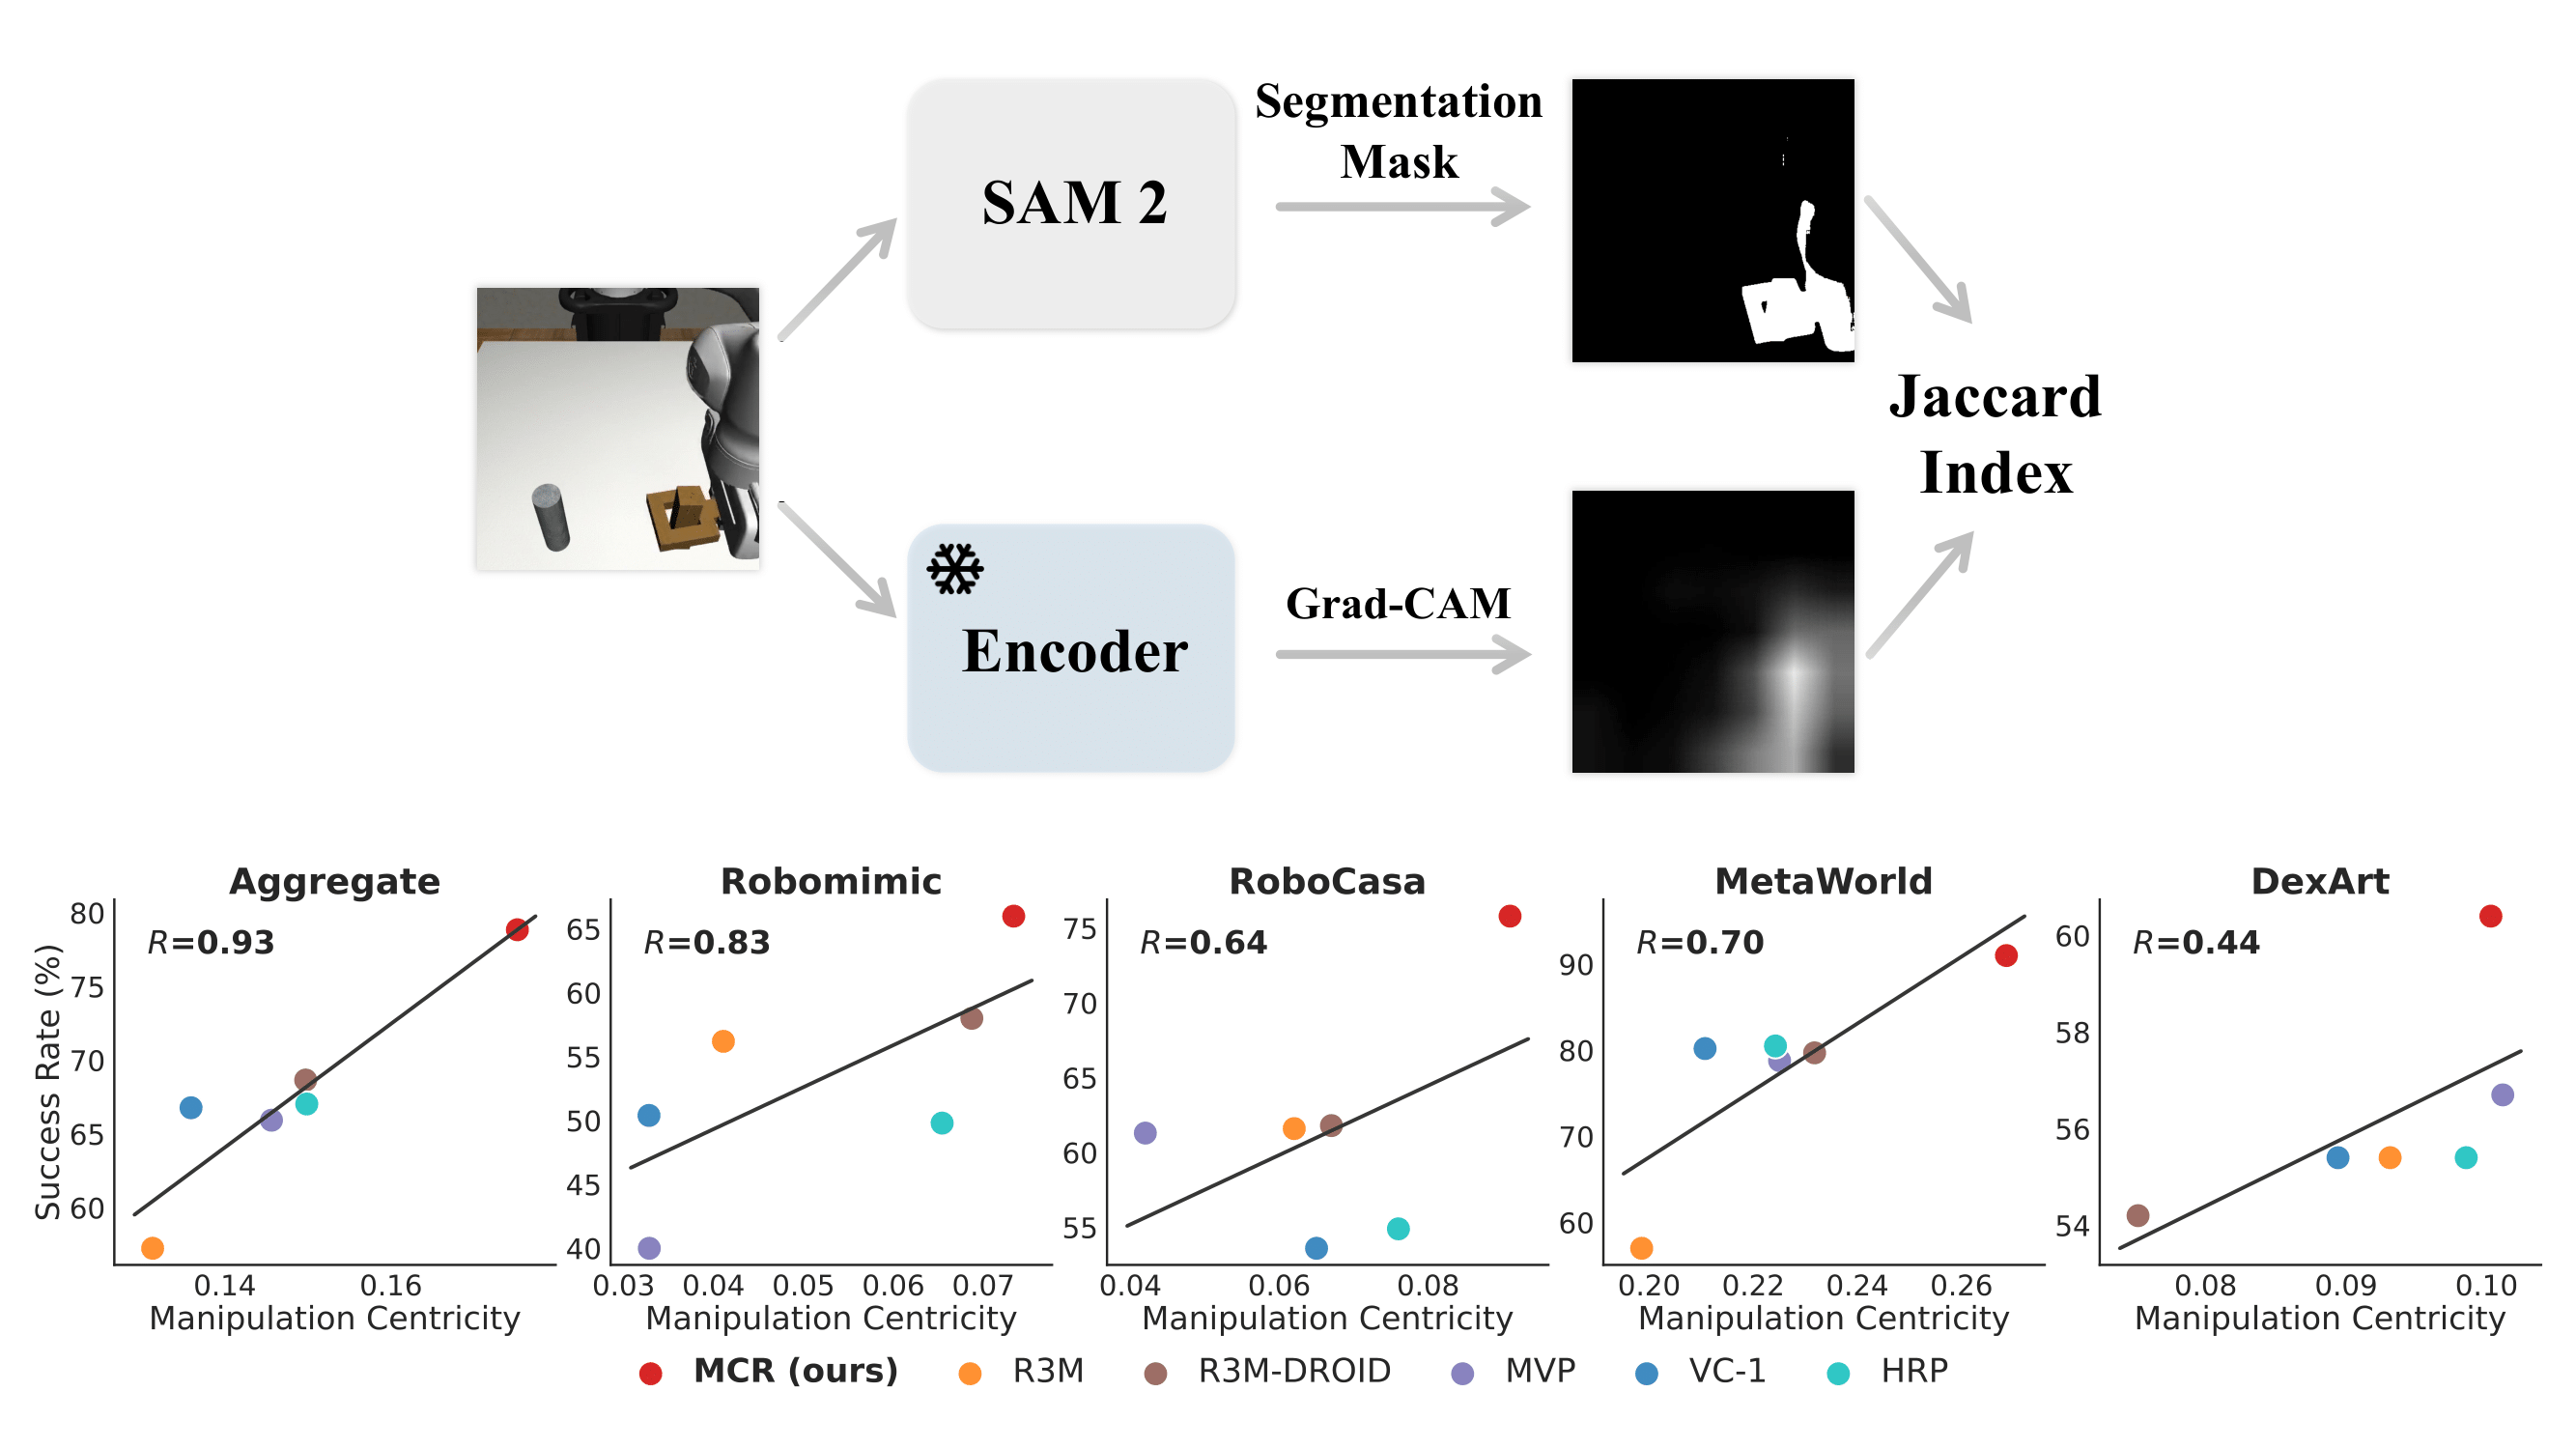 SAM 2
Segmentation
Mask
Encoder
Grad-CAM
Jaccard
Index
Success Rate (%)
Aggregate
R=0.93
80
75
70
65
60
0.14 0.16
Manipulation Centricity
Robomimic
R=0.83
65
60
55
50
45
40
0.03 0.04 0.05 0.06 0.07
Manipulation Centricity
RoboCasa
R=0.64
75
70
65
60
55
0.04 0.06 0.08
Manipulation Centricity
MetaWorld
R=0.70
90
80
70
60
0.20 0.22 0.24 0.26
Manipulation Centricity
DexArt
R=0.44
60
58
56
54
0.08 0.09 0.10
Manipulation Centricity
MCR (ours) R3M R3M-DROID MVP VC-1 HRP